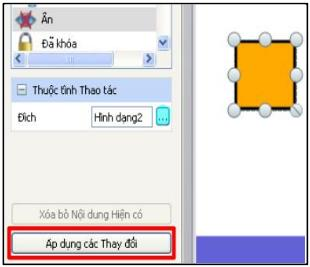 Ẩn
Đã khóa
Thuộc tính Thao tác
Đích Hình dạng2 ...
Xóa bỏ Nội dung Hiện có
Áp dụng các Thay đổi